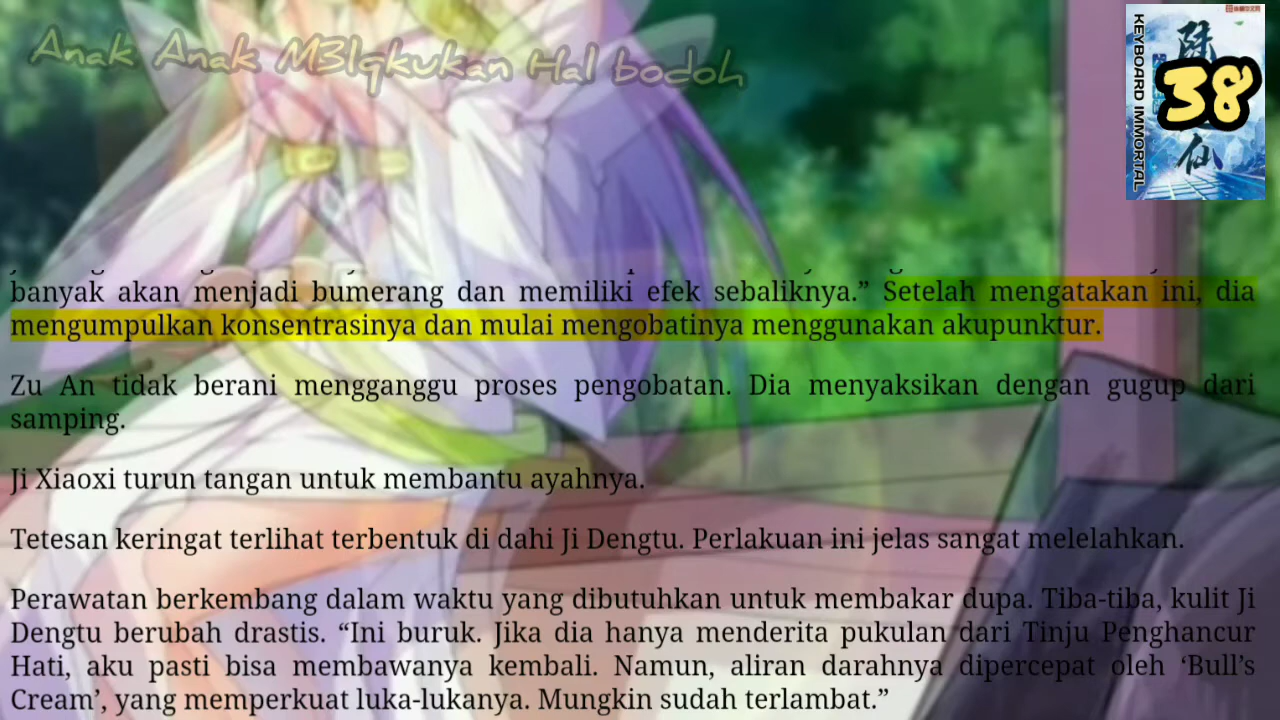 Anak Anak M3lqkukan Hal bodoh
陆
仙
KEYBOARD IMMORTAL
38
banyak akan menjadi bumerang dan memiliki efek sebaliknya.” Setelah mengatakan ini, dia
mengumpulkan konsentrasinya dan mulai mengobatinya menggunakan akupunktur.
Zu An tidak berani mengganggu proses pengobatan. Dia menyaksikan dengan gugup dari
samping.
Ji Xiaoxi turun tangan untuk membantu ayahnya.
Tetesan keringat terlihat terbentuk di dahi Ji Dengtu. Perlakuan ini jelas sangat melelahkan.
Perawatan berkembang dalam waktu yang dibutuhkan untuk membakar dupa. Tiba-tiba, kulit Ji
Dengtu berubah drastis. “Ini buruk. Jika dia hanya menderita pukulan dari Tinju Penghancur
Hati, aku pasti bisa membawanya kembali. Namun, aliran darahnya dipercepat oleh ‘Bull’s
Cream’, yang memperkuat luka-lukanya. Mungkin sudah terlambat.”